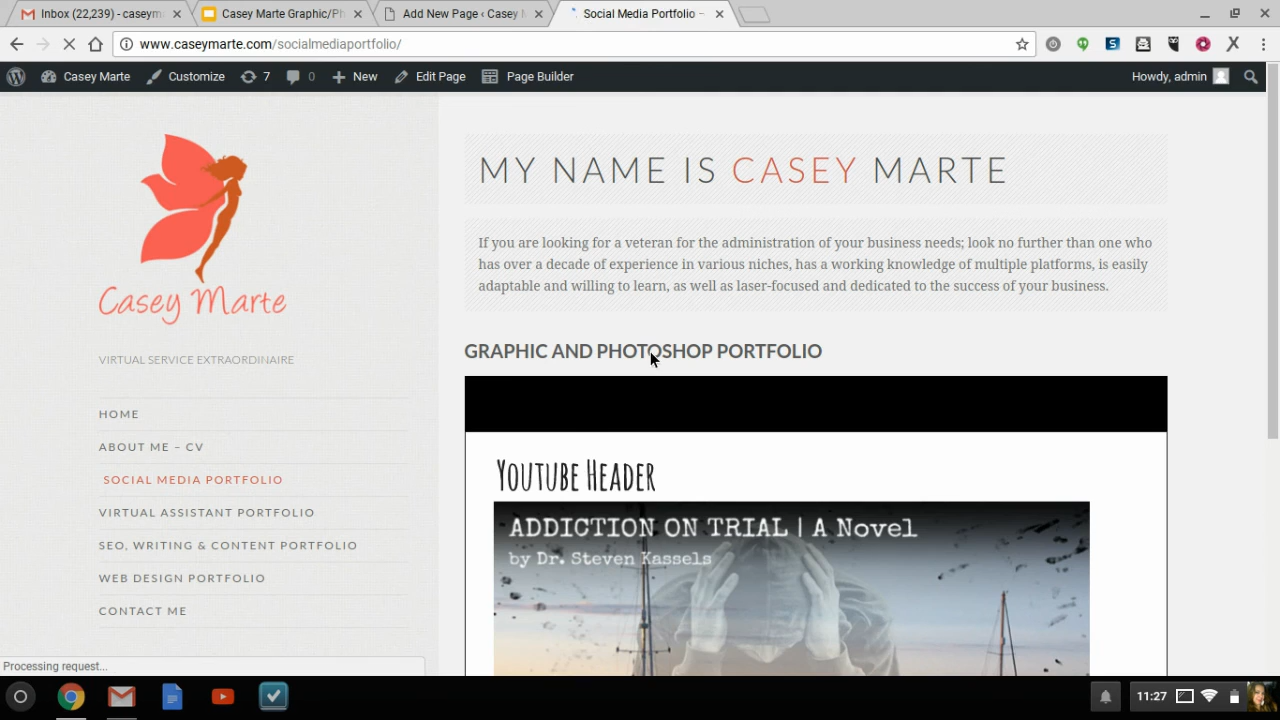 Inbox (22,239) - caseym
Casey Marte Graphic/Ph
Add New Page ‹ Casey M
Social Media Portfolio –
www.caseymarte.com/socialmediaportfolio/
Casey Marte
Customize
7
0
New
Edit Page
Page Builder
Howdy, admin
Casey Marte
VIRTUAL SERVICE EXTRAORDINAIRE
HOME
ABOUT ME – CV
SOCIAL MEDIA PORTFOLIO
VIRTUAL ASSISTANT PORTFOLIO
SEO, WRITING & CONTENT PORTFOLIO
WEB DESIGN PORTFOLIO
CONTACT ME
MY NAME IS CASEY MARTE
If you are looking for a veteran for the administration of your business needs; look no further than one who
has over a decade of experience in various niches, has a working knowledge of multiple platforms, is easily
adaptable and willing to learn, as well as laser-focused and dedicated to the success of your business.
GRAPHIC AND PHOTOSHOP PORTFOLIO
YOUTUBE HEADER
ADDICTION ON TRIAL | A Novel
by Dr. Steven Kassels
Processing request...
11:27